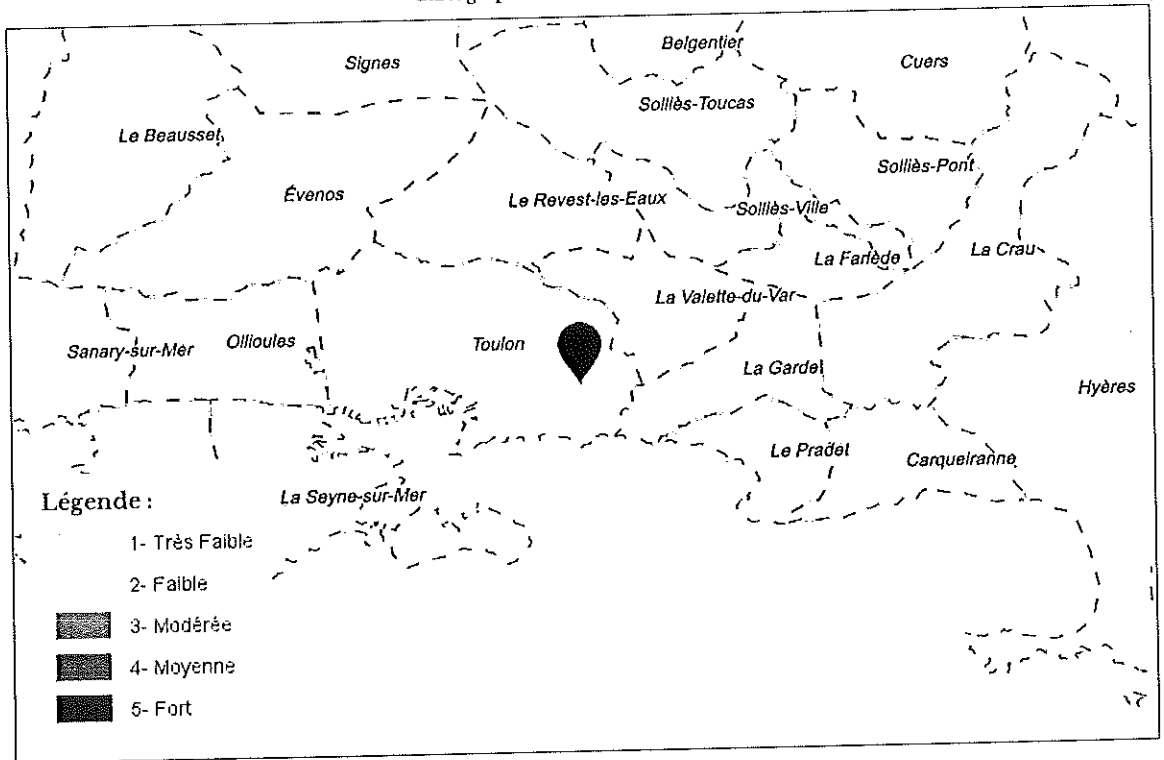 Signes
Belgentier
Cuers
Solliès-Toucas
Le Beausset
Solliès-Pont
Évenos
Le Revest-les-Eaux
Solliès-Ville
La Farlède
La Crau
La Valette-du-Var
Sanary-sur-Mer
Ollioules
Toulon
La Garde
Hyères
Le Pradet
Carqueiranne
La Seyne-sur-Mer
Légende :
1- Très Faible
2- Faible
3- Modérée
4- Moyenne
5- Fort